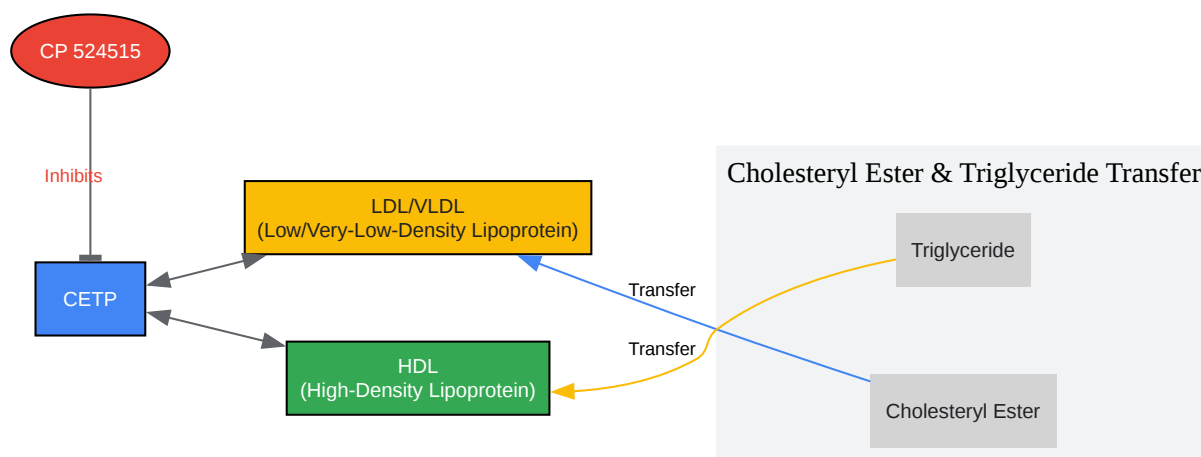 CP 524515
Inhibits
CETP
LDL/VLDL
(Low/Very-Low-Density Lipoprotein)
HDL
(High-Density Lipoprotein)
Transfer
Transfer
Cholesteryl Ester & Triglyceride Transfer
Triglyceride
Cholesteryl Ester